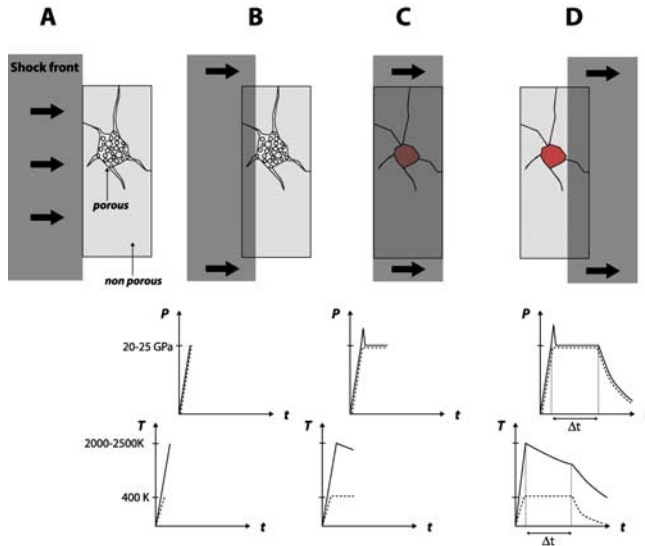 A B C D
Shock front
porous
non porous
P P P
20-25 GPa
t t t
Δt
T T T
2000-2500K
400 K
t t t
Δt